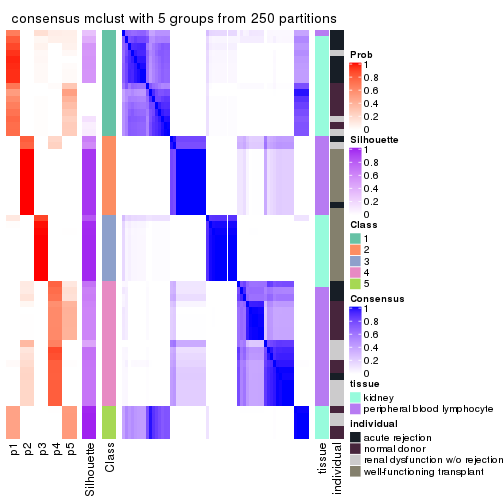 consensus mclust with 5 groups from 250 partitions
Prob
1
0.8
0.6
0.4
0.2
0
Silhouette
1
0.8
0.6
0.4
0.2
0
Class
1
2
3
4
5
Consensus
1
0.8
0.6
0.4
0.2
0
tissue
kidney
peripheral blood lymphocyte
individual
acute rejection
normal donor
renal dysfunction w/o rejection
well-functioning transplant
p1
p2
p3
p4
p5
Silhouette
Class
tissue
individual